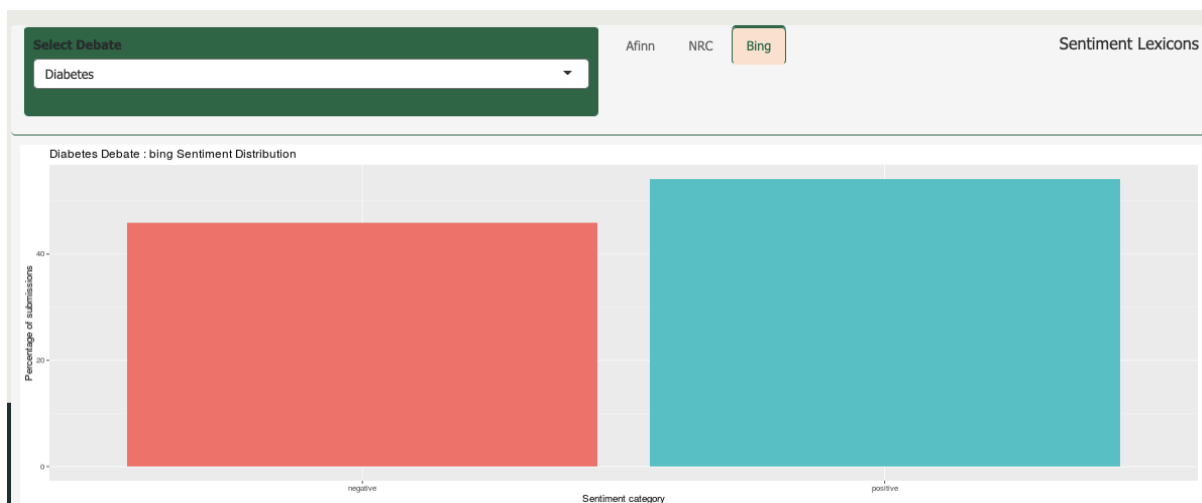 Select Debate
Diabetes
Afinn NRC Bing
Sentiment Lexicons
Diabetes Debate : bing Sentiment Distribution
Percentage of submissions
40
20
0
negative positive
Sentiment category